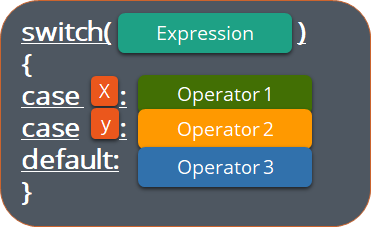 switch( Expression )
{
case X : Operator 1
case y : Operator 2
default: Operator 3
}